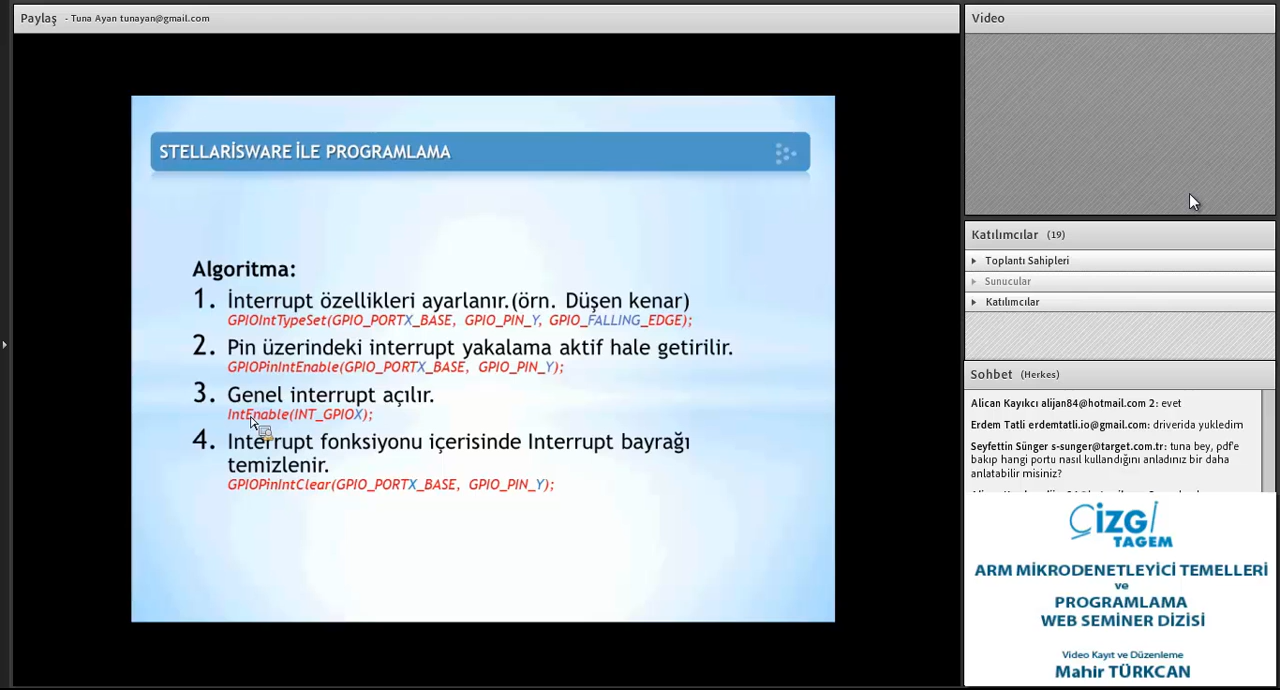 Paylaş - Tuna Ayan tunayan@gmail.com
STELLARİSWARE İLE PROGRAMLAMA
Algoritma:
1. İnterrupt özellikleri ayarlanır.(örn. Düşen kenar)
GPIOIntTypeSet(GPIO_PORTX_BASE, GPIO_PIN_Y, GPIO_FALLING_EDGE);
2. Pin üzerindeki interrupt yakalama aktif hale getirilir.
GPIOPinIntEnable(GPIO_PORTX_BASE, GPIO_PIN_Y);
3. Genel interrupt açılır.
IntEnable(INT_GPIOX);
4. Interrupt fonksiyonu içerisinde Interrupt bayrağı
temizlenir.
GPIOPinIntClear(GPIO_PORTX_BASE, GPIO_PIN_Y);
Video
Katılımcılar (19)
Toplantı Sahipleri
Sunucular
Katılımcılar
Sohbet (Herkes)
Alican Kayıkcı alijan84@hotmail.com 2: evet
Erdem Tatli erdemtatli.io@gmail.com: driverida yukledim
Seyfettin Sünger s-sunger@target.com.tr: tuna bey, pdf'e
bakıp hangi portu nasıl kullandığını anladınız bir daha
anlatabilir misiniz?
ÇİZGİ
TAGEM
ARM MİKRODENETLEYİCİ TEMELLERİ
ve
PROGRAMLAMA
WEB SEMİNER DİZİSİ
Video Kayıt ve Düzenleme
Mahir TÜRKCAN